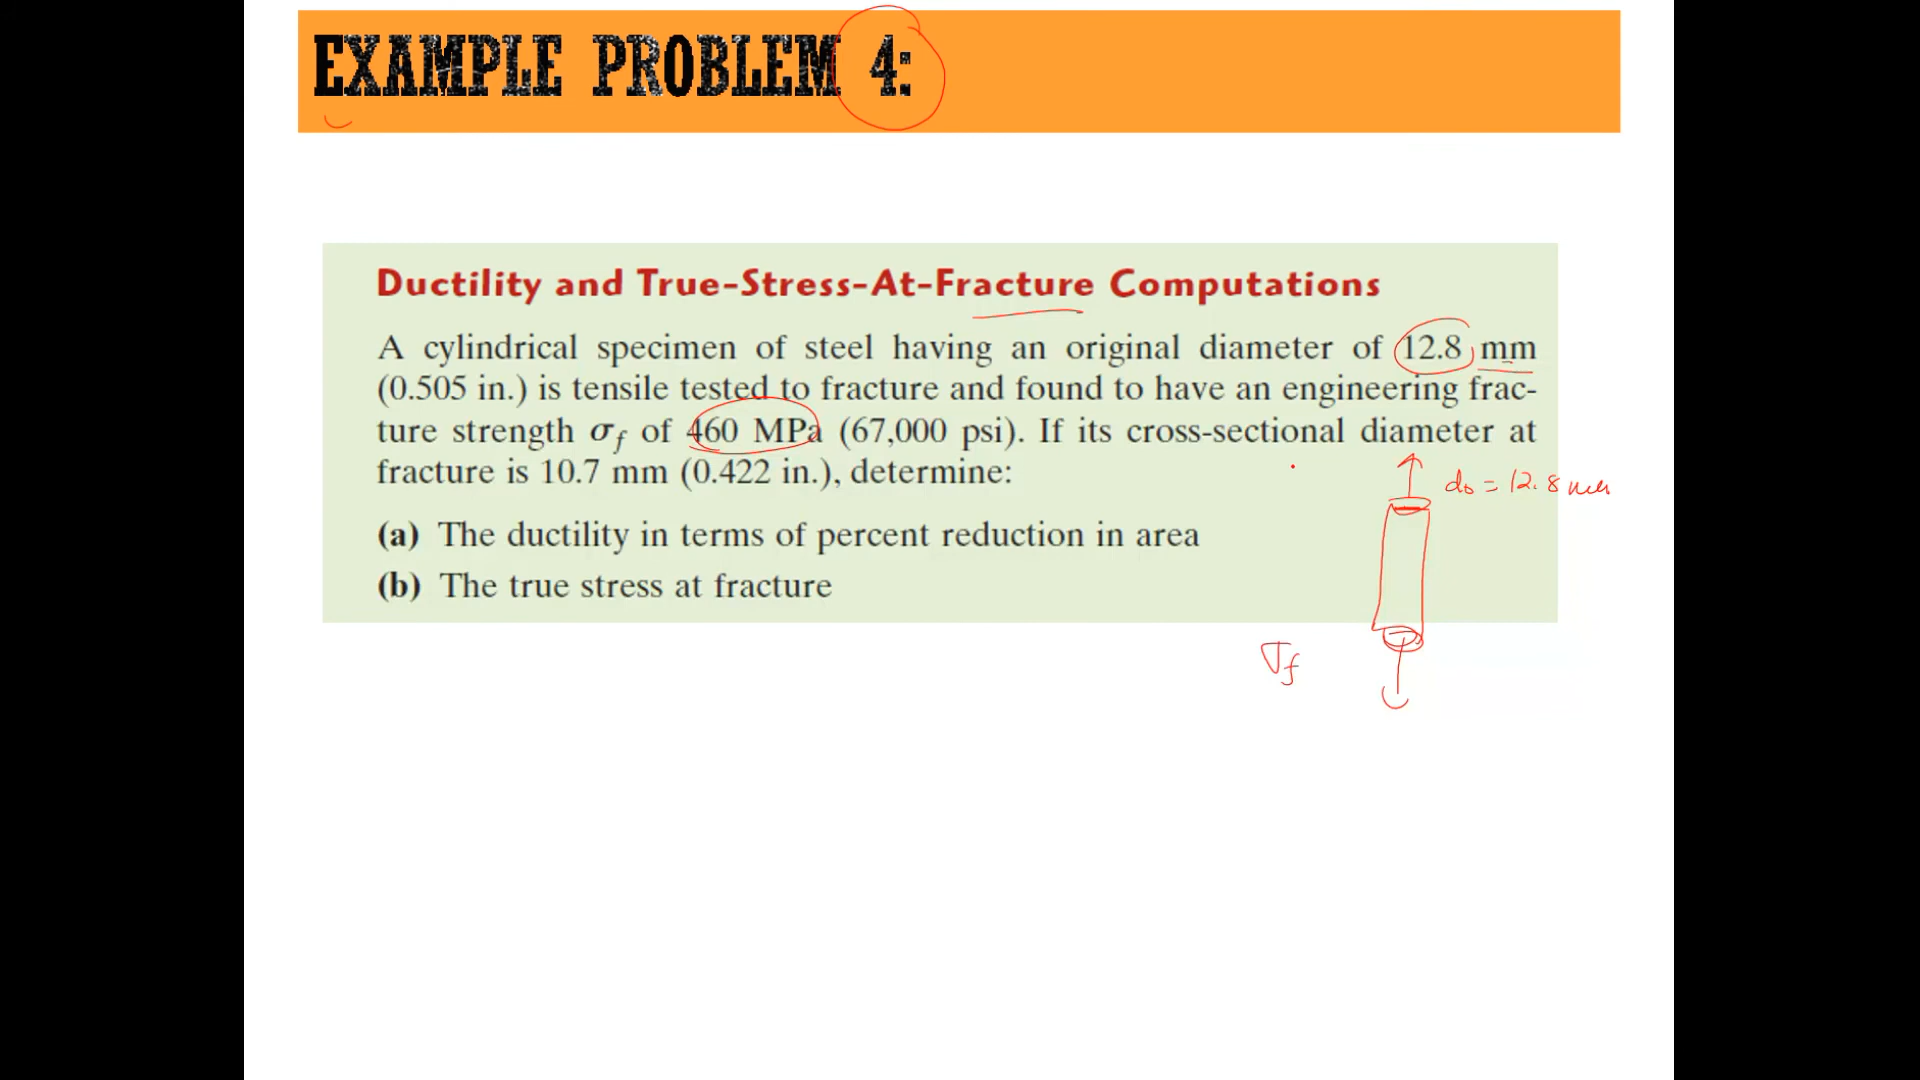 EXAMPLE PROBLEM 4:
Ductility and True-Stress-At-Fracture Computations
A cylindrical specimen of steel having an original diameter of 12.8 mm
(0.505 in.) is tensile tested to fracture and found to have an engineering frac-
ture strength σf of 460 MPa (67,000 psi). If its cross-sectional diameter at
fracture is 10.7 mm (0.422 in.), determine:
d₀ = 12.8 mm
(a) The ductility in terms of percent reduction in area
(b) The true stress at fracture
σf